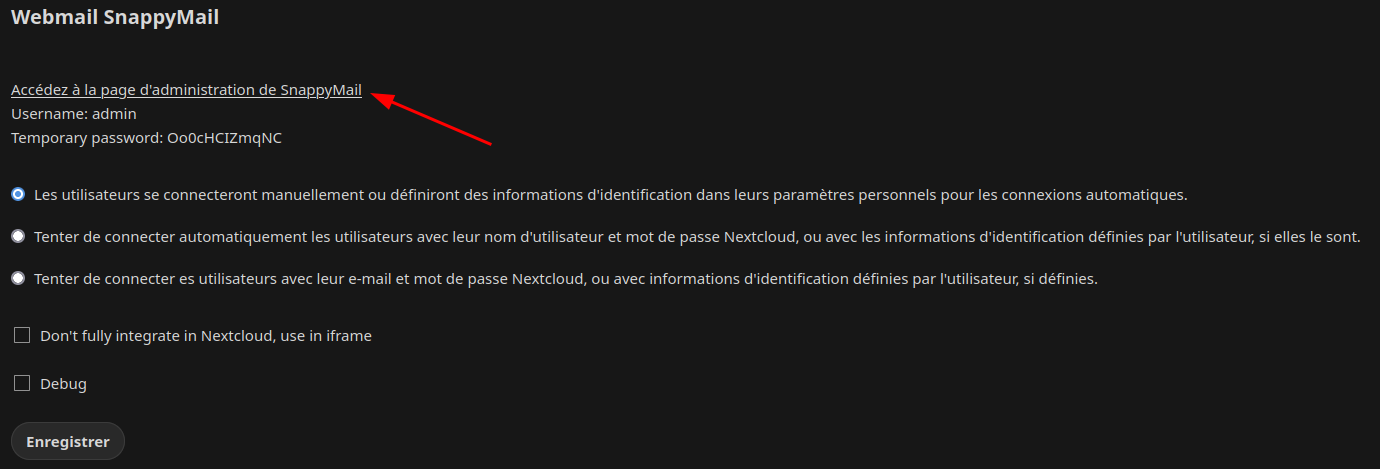 Webmail SnappyMail
Accédez à la page d'administration de SnappyMail
Username: admin
Temporary password: Oo0cHCIZmqNC
Les utilisateurs se connecteront manuellement ou définiront des informations d'identification dans leurs paramètres personnels pour les connexions automatiques.
Tenter de connecter automatiquement les utilisateurs avec leur nom d'utilisateur et mot de passe Nextcloud, ou avec les informations d'identification définies par l'utilisateur, si elles le sont.
Tenter de connecter es utilisateurs avec leur e-mail et mot de passe Nextcloud, ou avec informations d'identification définies par l'utilisateur, si définies.
Don't fully integrate in Nextcloud, use in iframe
Debug
Enregistrer